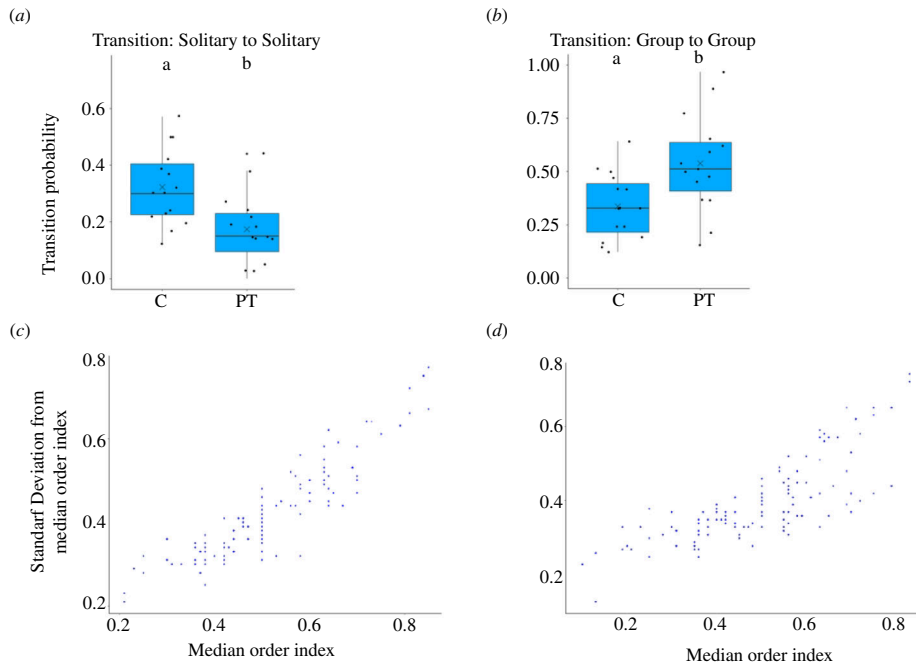 (a)
Transition: Solitary to Solitary
a
b
0.6
0.4
0.2
0.0
Transition probability
C
PT
(b)
Transition: Group to Group
a
b
1.00
0.75
0.50
0.25
0.00
C
PT
(c)
0.8
0.6
0.4
0.2
Standarf Deviation from
median order index
0.2
0.4
0.6
0.8
Median order index
(d)
0.8
0.6
0.4
0.2
0.2
0.4
0.6
0.8
Median order index